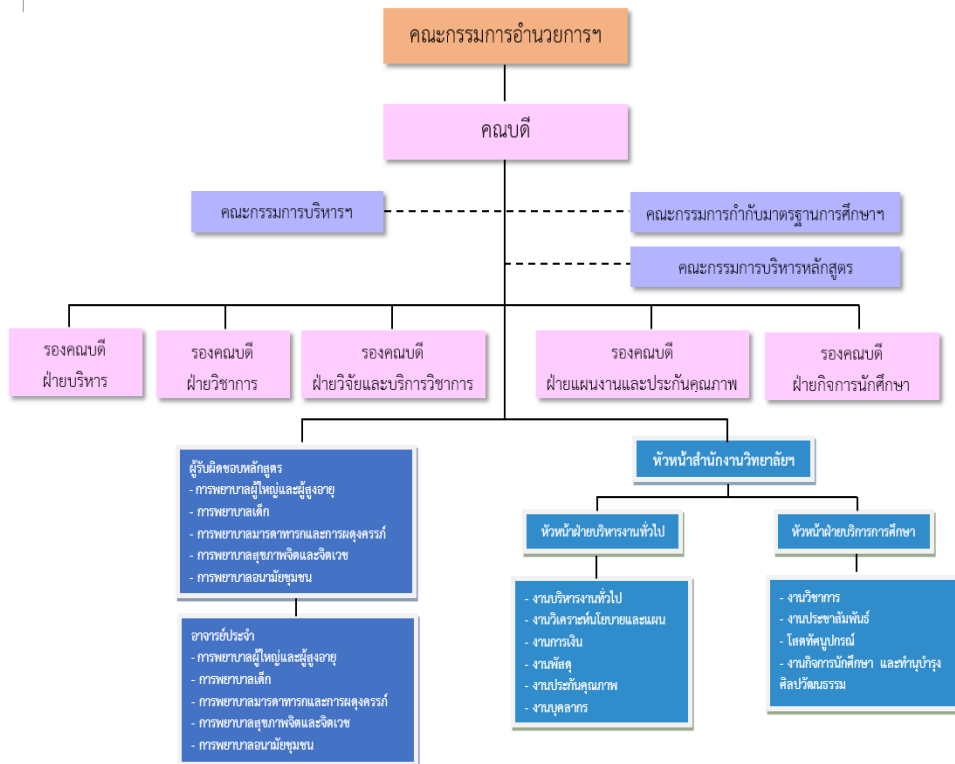 คณะกรรมการอำนวยการฯ
คณบดี
คณะกรรมการบริหารฯ
คณะกรรมการกำกับมาตรฐานการศึกษาฯ
คณะกรรมการบริหารหลักสูตร
รองคณบดี
ฝ่ายบริหาร
รองคณบดี
ฝ่ายวิชาการ
รองคณบดี
ฝ่ายวิจัยและบริการวิชาการ
รองคณบดี
ฝ่ายแผนงานและประกันคุณภาพ
รองคณบดี
ฝ่ายกิจการนักศึกษา
ผู้รับผิดชอบหลักสูตร
- การพยาบาลผู้ใหญ่และผู้สูงอายุ
- การพยาบาลเด็ก
- การพยาบาลมารดาทารกและการผดุงครรภ์
- การพยาบาลสุขภาพจิตและจิตเวช
- การพยาบาลอนามัยชุมชน
อาจารย์ประจำ
- การพยาบาลผู้ใหญ่และผู้สูงอายุ
- การพยาบาลเด็ก
- การพยาบาลมารดาทารกและการผดุงครรภ์
- การพยาบาลสุขภาพจิตและจิตเวช
- การพยาบาลอนามัยชุมชน
หัวหน้าสำนักงานวิทยาลัยฯ
หัวหน้าฝ่ายบริหารงานทั่วไป
- งานบริหารงานทั่วไป
- งานวิเคราะห์นโยบายและแผน
- งานการเงิน
- งานพัสดุ
- งานประกันคุณภาพ
- งานบุคลากร
หัวหน้าฝ่ายบริการการศึกษา
- งานวิชาการ
- งานประชาสัมพันธ์
- โสตทัศนูปกรณ์
- งานกิจการนักศึกษา และทำนุบำรุง
ศิลปวัฒนธรรม